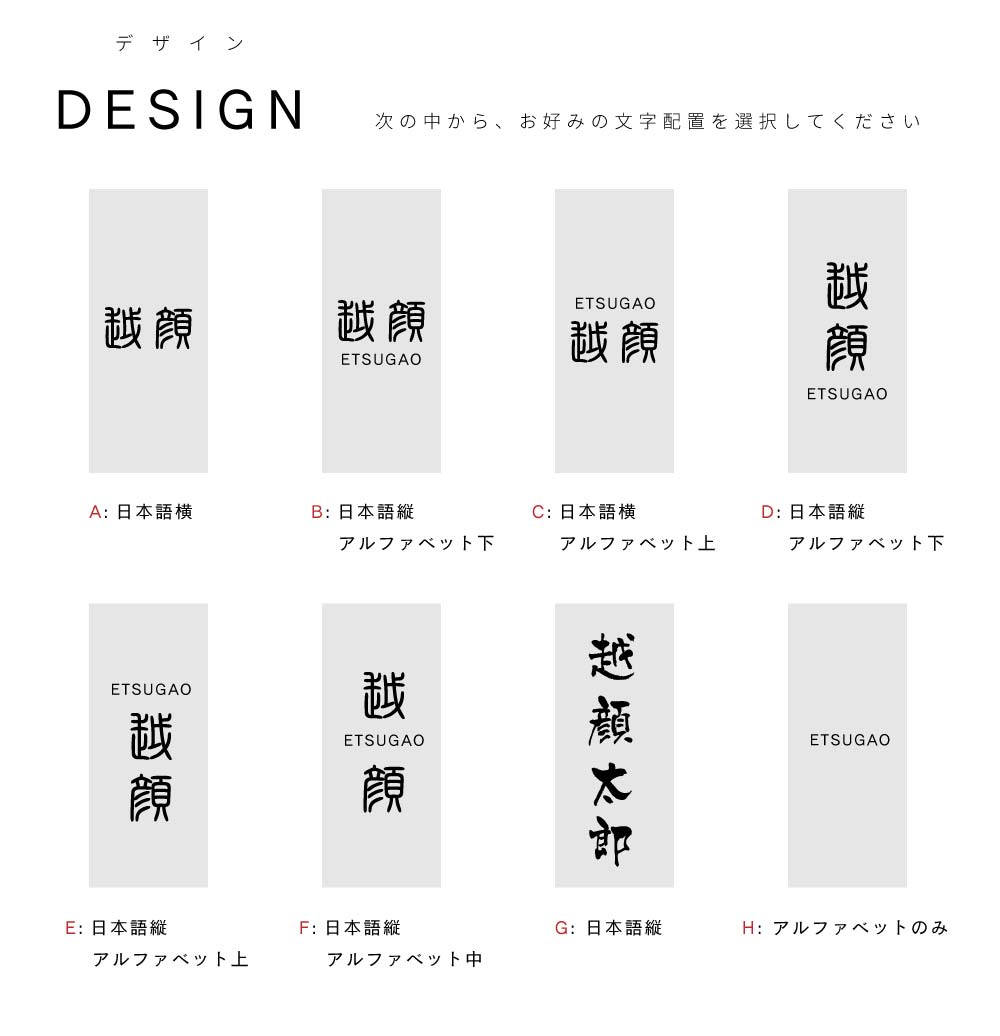 デザイン
DESIGN
次の中から、お好みの文字配置を選択してください
越顔
越顔
ETSUGAO
ETSUGAO
越顔
越
顔
ETSUGAO
A: 日本語横
B: 日本語縦
アルファベット下
C: 日本語横
アルファベット上
D: 日本語縦
アルファベット下
ETSUGAO
越
顔
越
ETSUGAO
顔
越
顔
太
郎
ETSUGAO
E: 日本語縦
アルファベット上
F: 日本語縦
アルファベット中
G: 日本語縦
H: アルファベットのみ